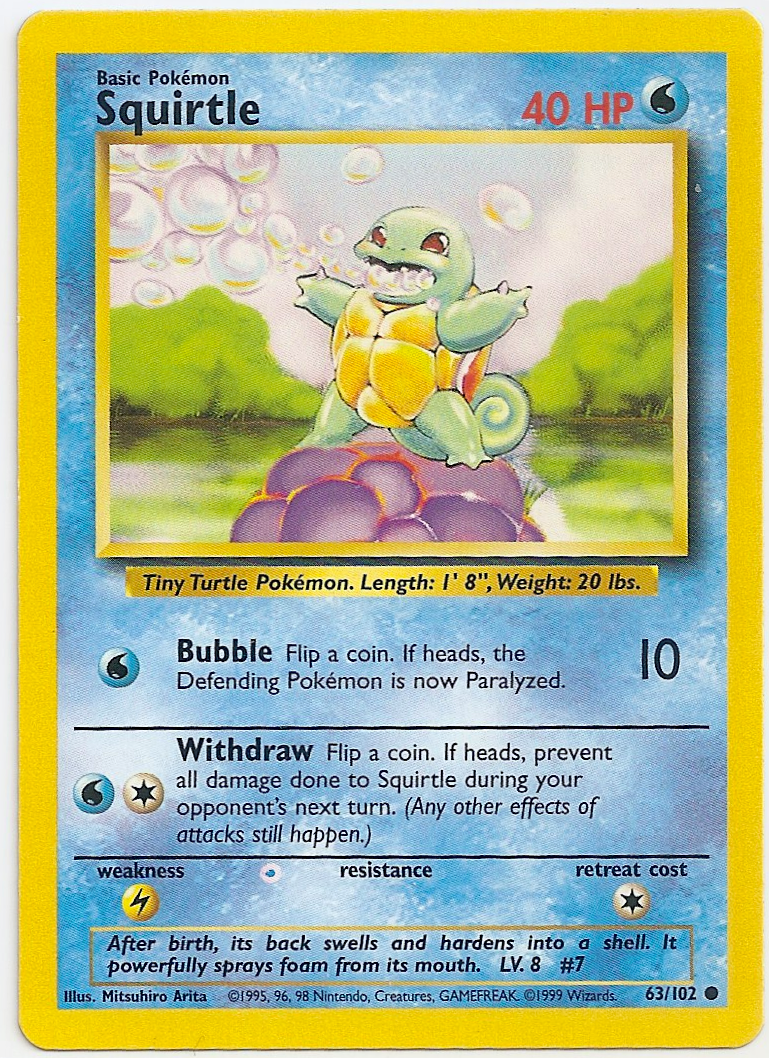 Basic Pokémon
Squirtle
40 HP
Tiny Turtle Pokémon. Length: 1' 8", Weight: 20 lbs.
Bubble Flip a coin. If heads, the
Defending Pokémon is now Paralyzed.
10
Withdraw Flip a coin. If heads, prevent
all damage done to Squirtle during your
opponent's next turn. (Any other effects of
attacks still happen.)
weakness
resistance
retreat cost
After birth, its back swells and hardens into a shell. It
powerfully sprays foam from its mouth. LV. 8 #7
Illus. Mitsuhiro Arita ©1995, 96, 98 Nintendo, Creatures, GAMEFREAK. ©1999 Wizards. 63/102